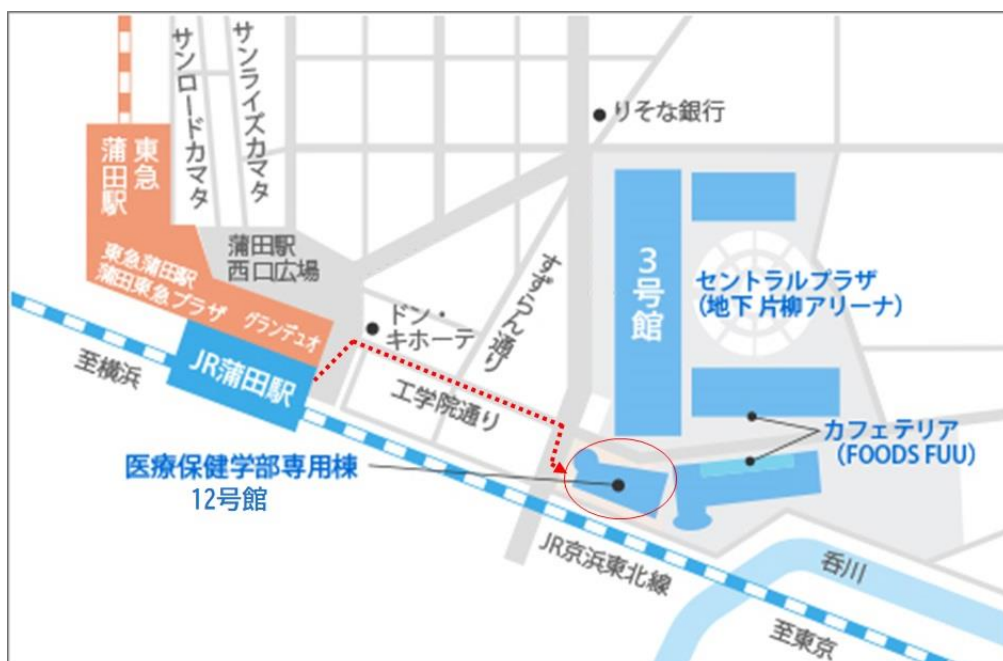 サンロードカマタ
サンライズカマタ
りそな銀行
東急
蒲田駅
蒲田駅
西口広場
東急蒲田駅
蒲田東急プラザ
グランデュオ
ドン・
キホーテ
すずらん通り
3号館
セントラルプラザ
(地下 片柳アリーナ)
至横浜
JR蒲田駅
工学院通り
カフェテリア
(FOODS FUU)
医療保健学部専用棟
12号館
JR京浜東北線
呑川
至東京